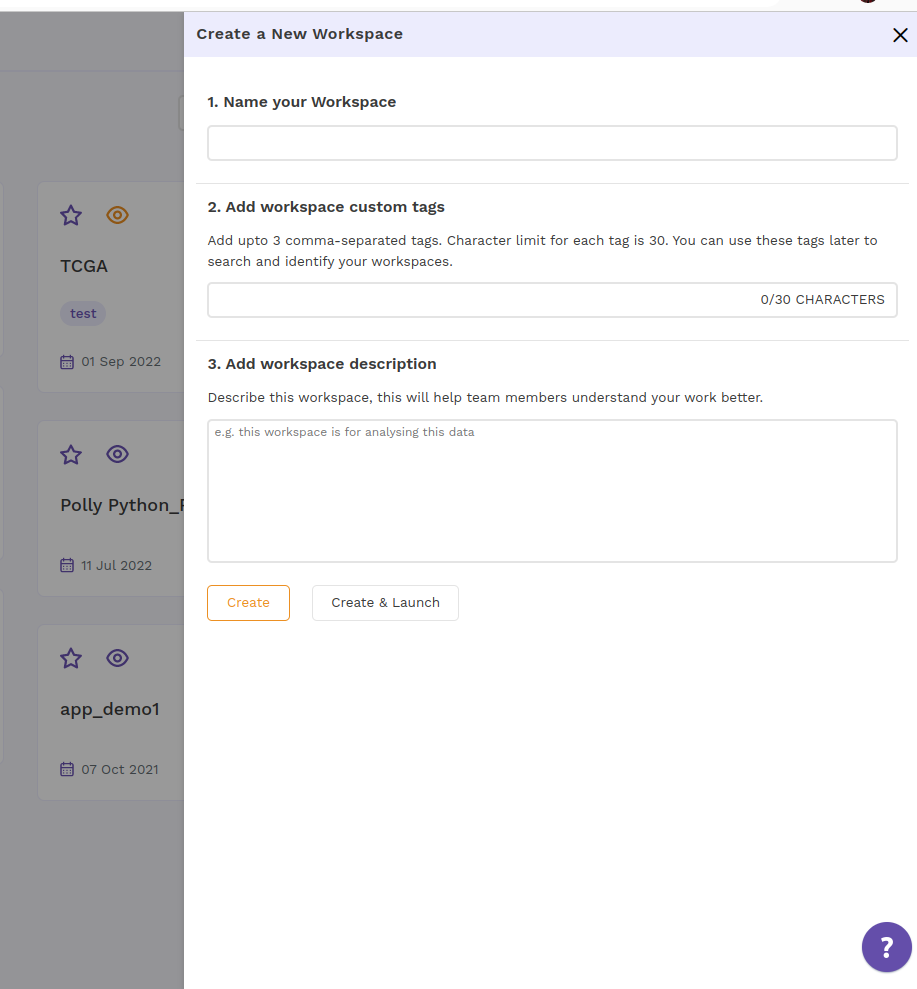 Create a New Workspace
1. Name your Workspace
2. Add workspace custom tags
Add upto 3 comma-separated tags. Character limit for each tag is 30. You can use these tags later to
search and identify your workspaces.
0/30 CHARACTERS
3. Add workspace description
Describe this workspace, this will help team members understand your work better.
e.g. this workspace is for analysing this data
Create
Create & Launch
?
TCGA
test
01 Sep 2022
Polly Python_
11 Jul 2022
app_demo1
07 Oct 2021